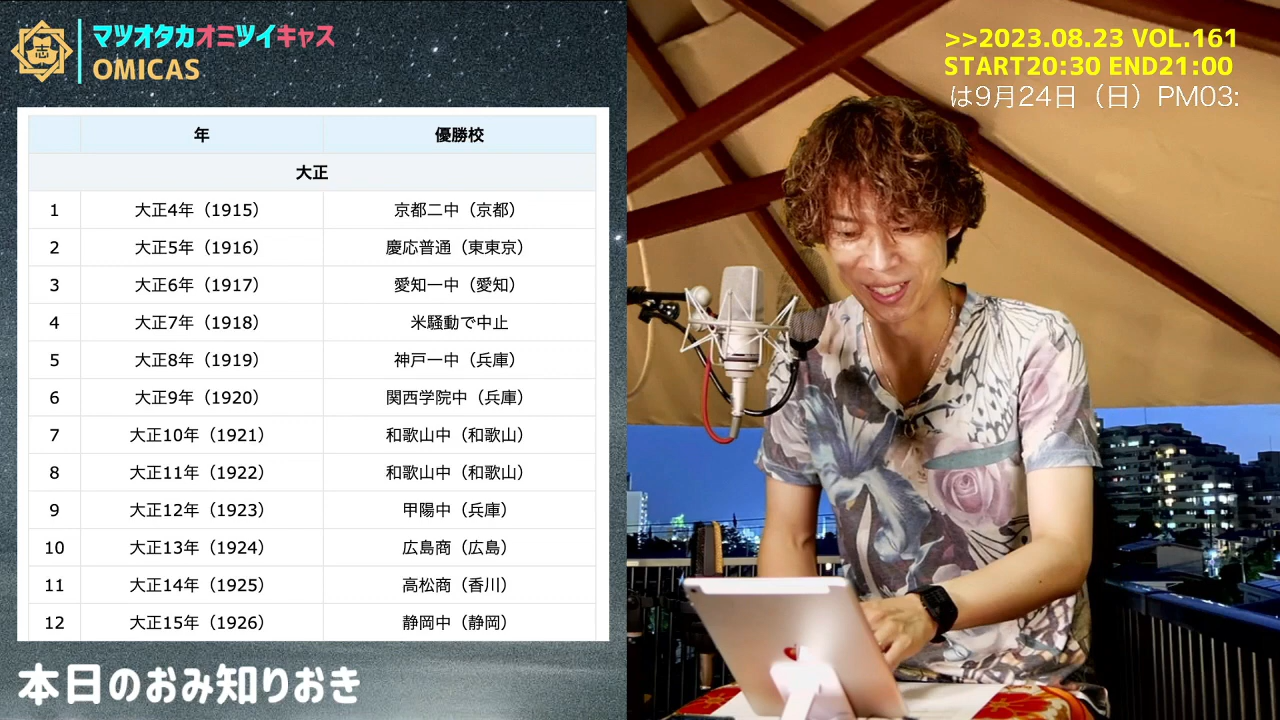 志
マツオタカオミツイキャス
OMICAS
>>2023.08.23 VOL.161
START20:30 END21:00
は9月24日（日）PM03:
年 優勝校
大正
1 大正4年（1915） 京都二中（京都）
2 大正5年（1916） 慶応普通（東東京）
3 大正6年（1917） 愛知一中（愛知）
4 大正7年（1918） 米騒動で中止
5 大正8年（1919） 神戸一中（兵庫）
6 大正9年（1920） 関西学院中（兵庫）
7 大正10年（1921） 和歌山中（和歌山）
8 大正11年（1922） 和歌山中（和歌山）
9 大正12年（1923） 甲陽中（兵庫）
10 大正13年（1924） 広島商（広島）
11 大正14年（1925） 高松商（香川）
12 大正15年（1926） 静岡中（静岡）
本日のおみ知りおき